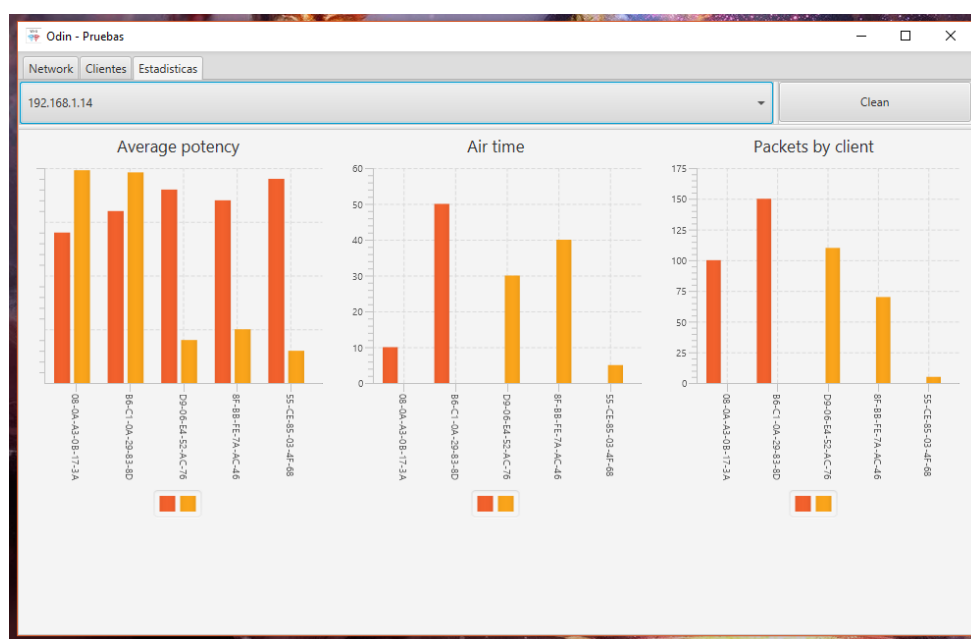 Odin - Pruebas
Network Clientes Estadisticas
192.168.1.14
Clean
Average potency
08-0A-A3-0B-17-3A
B6-C1-0A-29-83-8D
D9-06-E4-52-AC-76
8F-BB-FE-7A-AC-46
55-CE-85-03-4F-68
Air time
60
50
40
30
20
10
0
08-0A-A3-0B-17-3A
B6-C1-0A-29-83-8D
D9-06-E4-52-AC-76
8F-BB-FE-7A-AC-46
55-CE-85-03-4F-68
Packets by client
175
150
125
100
75
50
25
0
08-0A-A3-0B-17-3A
B6-C1-0A-29-83-8D
D9-06-E4-52-AC-76
8F-BB-FE-7A-AC-46
55-CE-85-03-4F-68